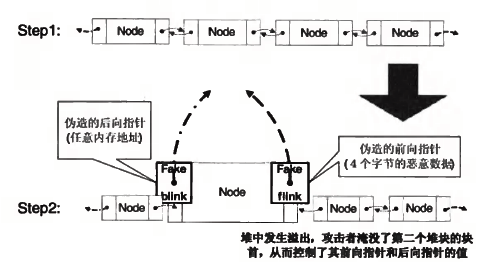 Step1:
Node
Node
Node
Node
伪造的后向指针
(任意内存地址)
伪造的前向指针
(4 个字节的恶意数据)
Fake
blink
Node
Fake
flink
Step2:
Node
Node
Node
堆中发生溢出，攻击者淹没了第二个堆块的块
首，从而控制了其前向指针和后向指针的值